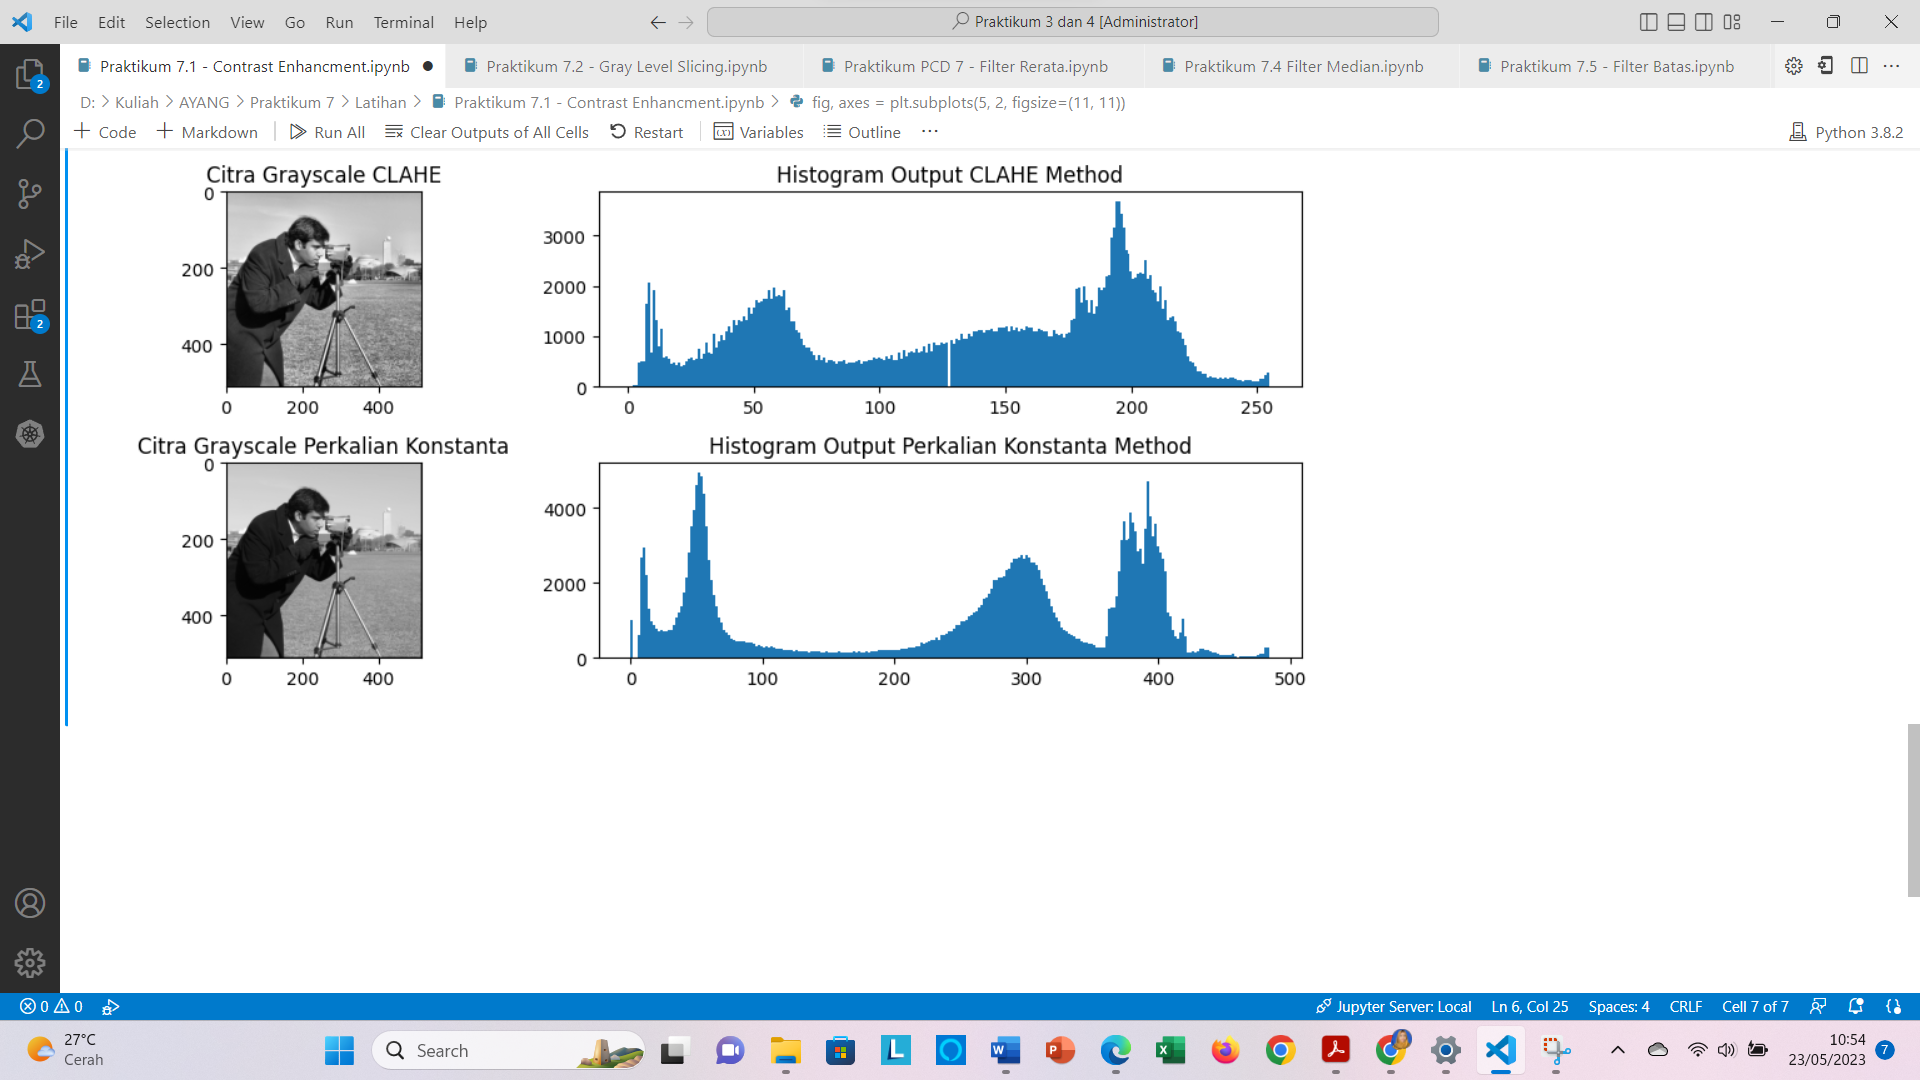 File Edit Selection View Go Run Terminal Help
Praktikum 3 dan 4 [Administrator]
Praktikum 7.1 - Contrast Enhancment.ipynb
Praktikum 7.2 - Gray Level Slicing.ipynb
Praktikum PCD 7 - Filter Rerata.ipynb
Praktikum 7.4 Filter Median.ipynb
Praktikum 7.5 - Filter Batas.ipynb
D: > Kuliah > AYANG > Praktikum 7 > Latihan > Praktikum 7.1 - Contrast Enhancment.ipynb > fig, axes = plt.subplots(5, 2, figsize=(11, 11))
+ Code + Markdown Run All Clear Outputs of All Cells Restart Variables Outline ...
Python 3.8.2
2
2
Citra Grayscale CLAHE
0
200
400
0 200 400
Histogram Output CLAHE Method
3000
2000
1000
0
0 50 100 150 200 250
Citra Grayscale Perkalian Konstanta
0
200
400
0 200 400
Histogram Output Perkalian Konstanta Method
4000
2000
0
0 100 200 300 400 500
0 0
Jupyter Server: Local
Ln 6, Col 25
Spaces: 4
CRLF
Cell 7 of 7
27°C
Cerah
Search
10:54
23/05/2023
7